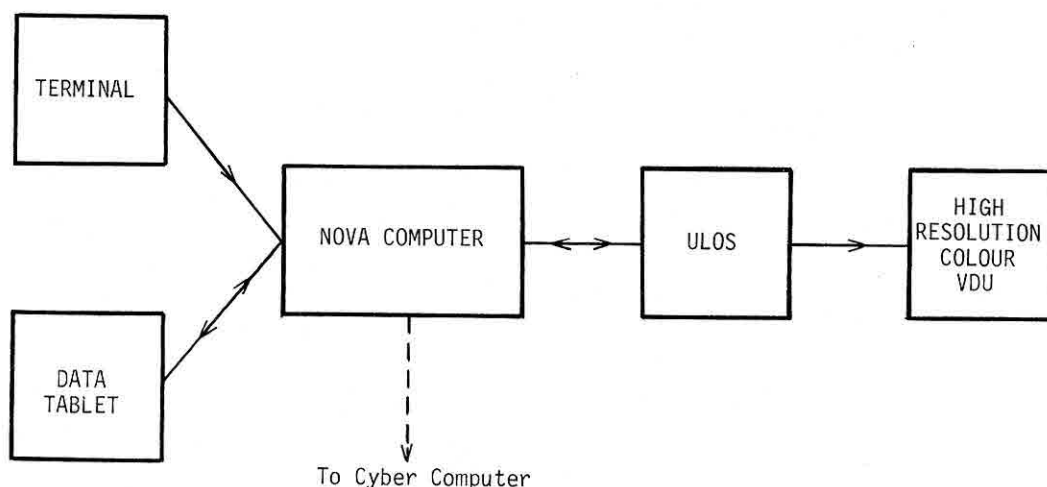 TERMINAL
DATA
TABLET
NOVA COMPUTER
ULOS
HIGH
RESOLUTION
COLOUR
VDU
To Cyber Computer